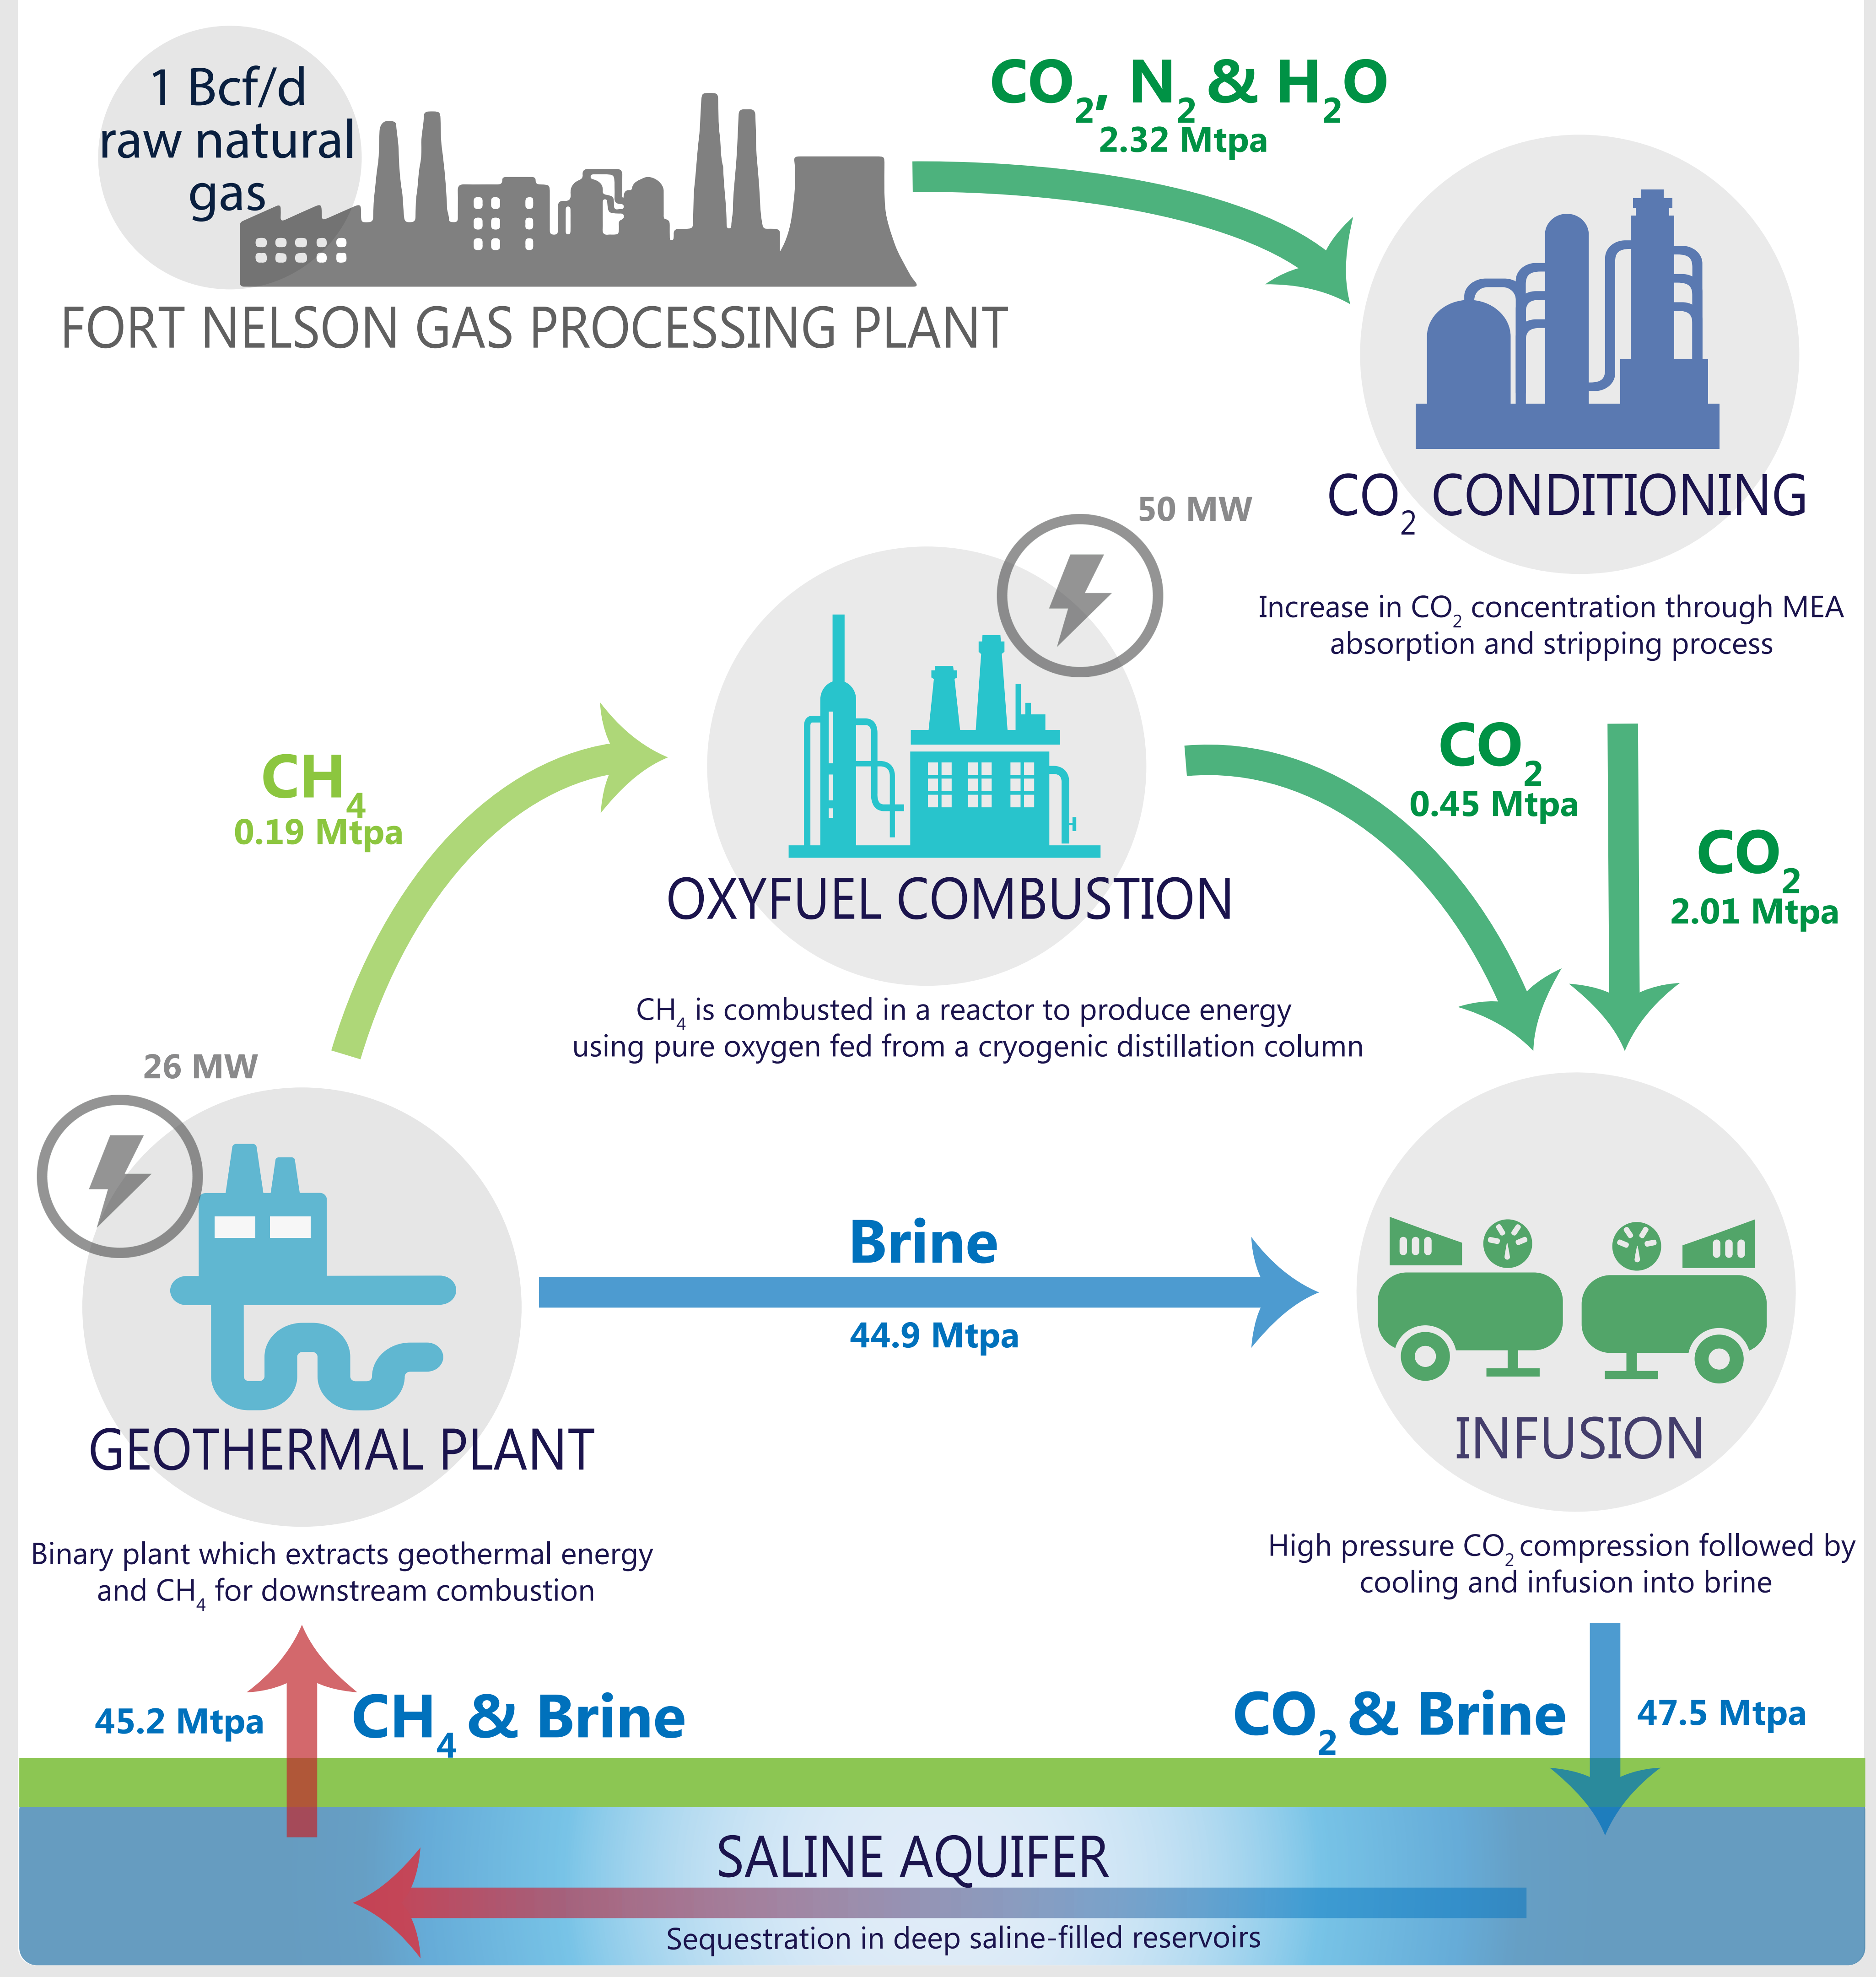 1 Bcf/d
raw natural
gas
FORT NELSON GAS PROCESSING PLANT
CO₂, N₂ & H₂O
2.32 Mtpa
CO₂ CONDITIONING
Increase in CO₂ concentration through MEA
absorption and stripping process
50 MW
OXYFUEL COMBUSTION
CH₄ is combusted in a reactor to produce energy
using pure oxygen fed from a cryogenic distillation column
CH₄
0.19 Mtpa
CO₂
0.45 Mtpa
CO₂
2.01 Mtpa
26 MW
GEOTHERMAL PLANT
Binary plant which extracts geothermal energy
and CH₄ for downstream combustion
Brine
44.9 Mtpa
INFUSION
High pressure CO₂ compression followed by
cooling and infusion into brine
45.2 Mtpa
CH₄ & Brine
CO₂ & Brine
47.5 Mtpa
SALINE AQUIFER
Sequestration in deep saline-filled reservoirs